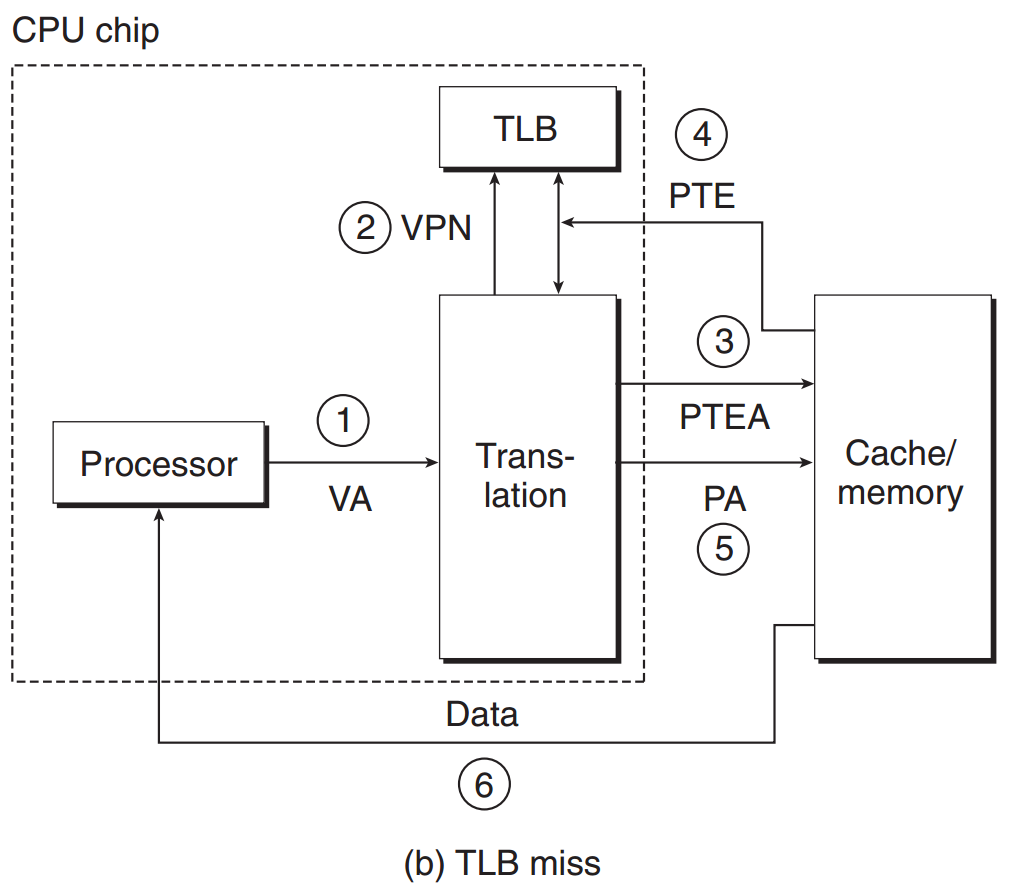 CPU chip
TLB
4
PTE
2 VPN
3
PTEA
1
VA
Processor
Trans-
lation
Cache/
memory
PA
5
Data
6
(b) TLB miss